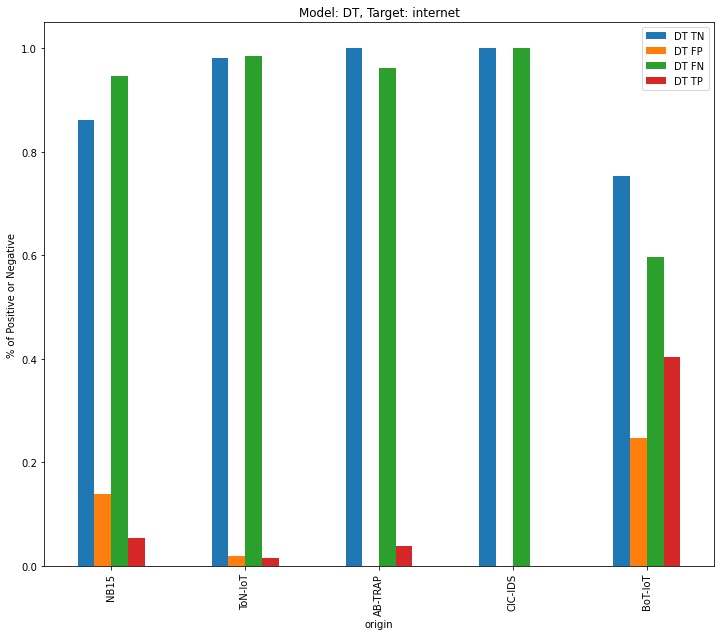 Model: DT, Target: internet
DT TN
DT FP
DT FN
DT TP
% of Positive or Negative
1.0
0.8
0.6
0.4
0.2
0.0
NB15
ToN-IoT
AB-TRAP
CIC-IDS
BoT-IoT
origin